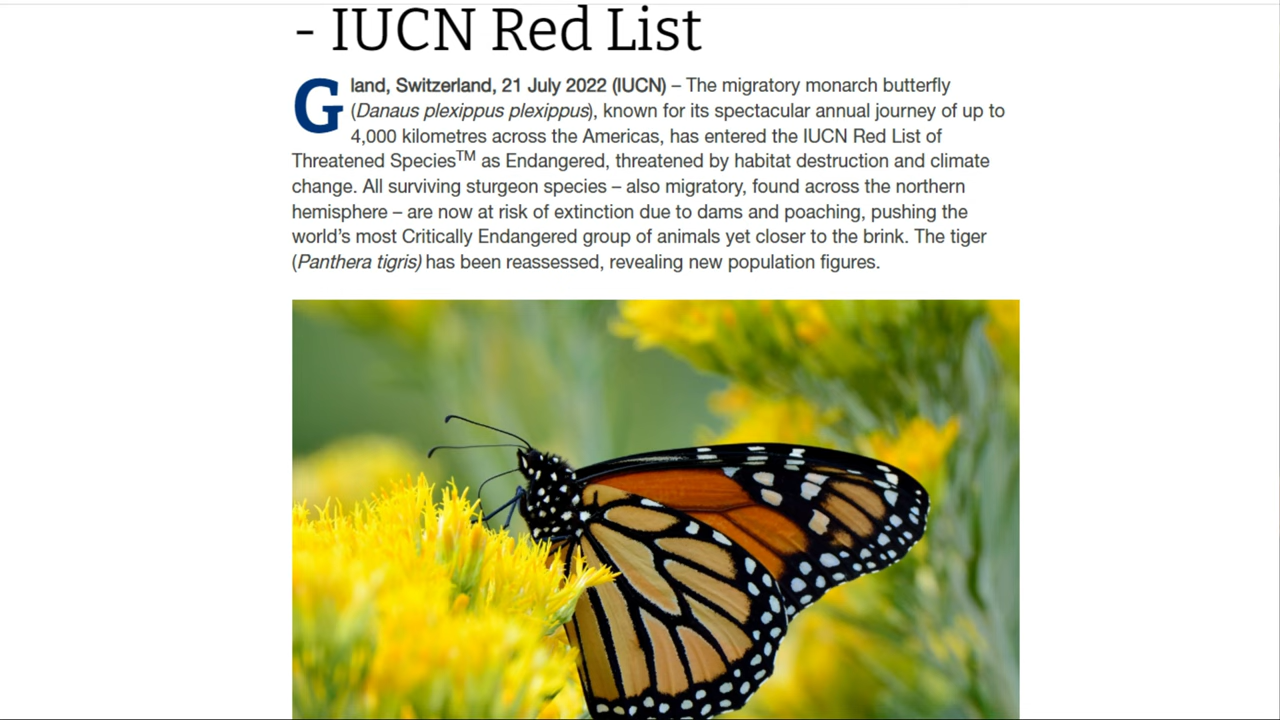 - IUCN Red List
Gland, Switzerland, 21 July 2022 (IUCN) – The migratory monarch butterfly
(Danaus plexippus plexippus), known for its spectacular annual journey of up to
4,000 kilometres across the Americas, has entered the IUCN Red List of
Threatened Species™ as Endangered, threatened by habitat destruction and climate
change. All surviving sturgeon species – also migratory, found across the northern
hemisphere – are now at risk of extinction due to dams and poaching, pushing the
world’s most Critically Endangered group of animals yet closer to the brink. The tiger
(Panthera tigris) has been reassessed, revealing new population figures.